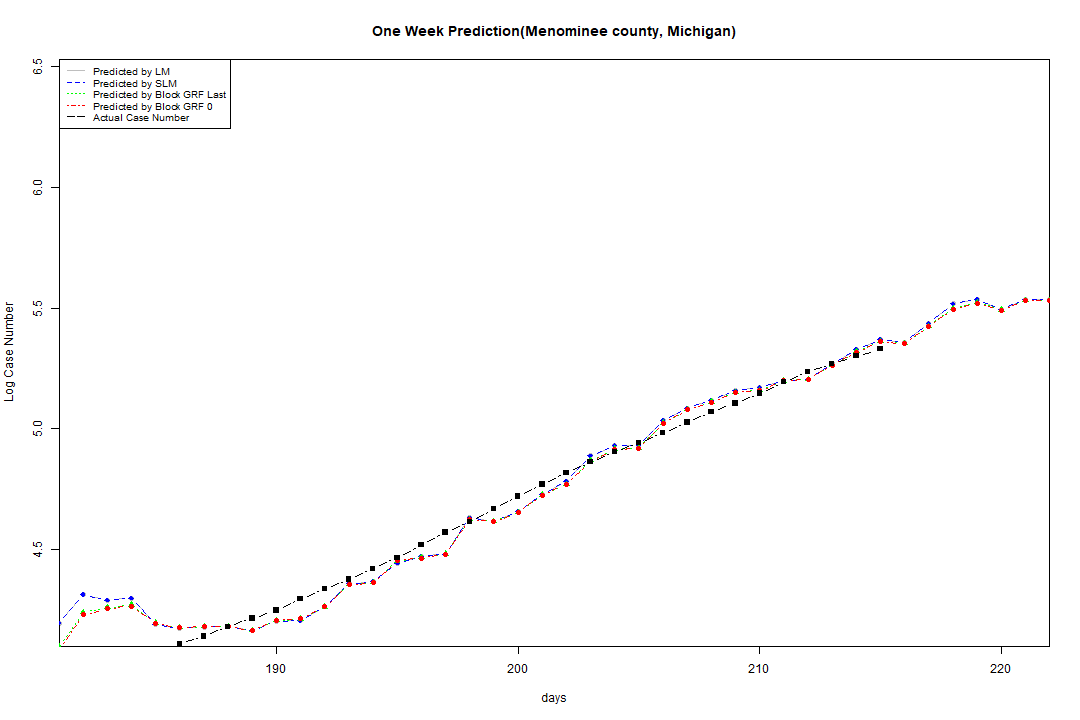 One Week Prediction(Menominee county, Michigan)
6.5
6.0
5.5
5.0
4.5
Log Case Number
Predicted by LM
Predicted by SLM
Predicted by Block GRF Last
Predicted by Block GRF 0
Actual Case Number
190
200
210
220
days